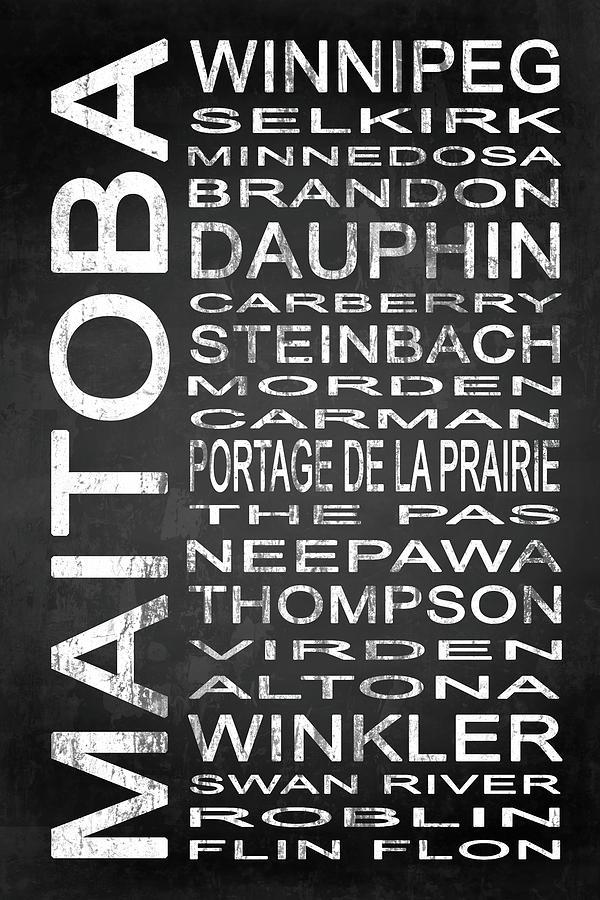 MAITOBA
WINNIPEG
SELKIRK
MINNEDOSA
BRANDON
DAUPHIN
CARBERRY
STEINBACH
MORDEN
CARMAN
PORTAGE DE LA PRAIRIE
THE PAS
NEEPAWA
THOMPSON
VIRDEN
ALTONA
WINKLER
SWAN RIVER
ROBLIN
FLIN FLON